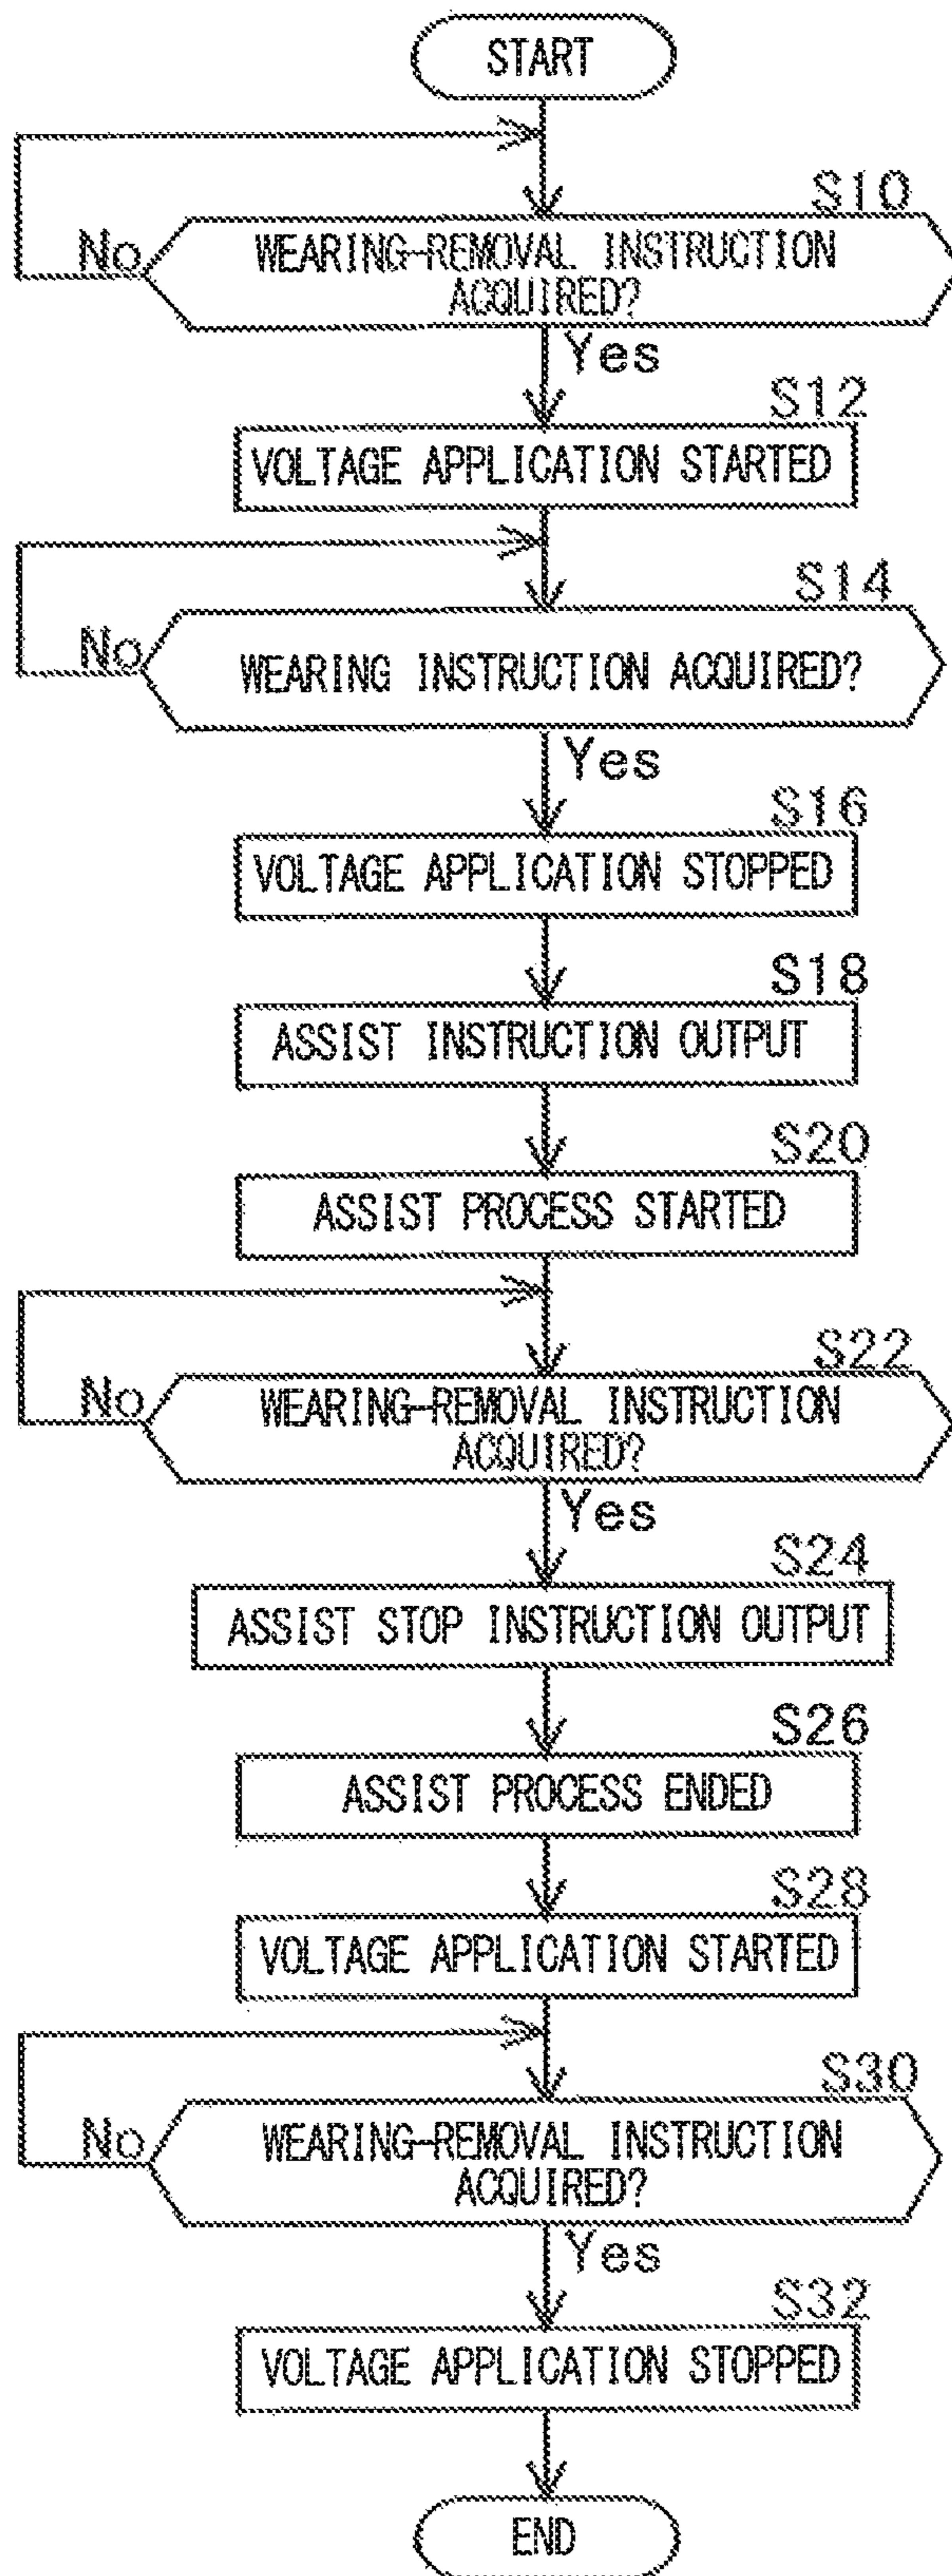 START
S10
No
WEARING-REMOVAL INSTRUCTION
ACQUIRED?
Yes
S12
VOLTAGE APPLICATION STARTED
S14
No
WEARING INSTRUCTION ACQUIRED?
Yes
S16
VOLTAGE APPLICATION STOPPED
S18
ASSIST INSTRUCTION OUTPUT
S20
ASSIST PROCESS STARTED
S22
No
WEARING-REMOVAL INSTRUCTION
ACQUIRED?
Yes
S24
ASSIST STOP INSTRUCTION OUTPUT
S26
ASSIST PROCESS ENDED
S28
VOLTAGE APPLICATION STARTED
S30
No
WEARING-REMOVAL INSTRUCTION
ACQUIRED?
Yes
S32
VOLTAGE APPLICATION STOPPED
END